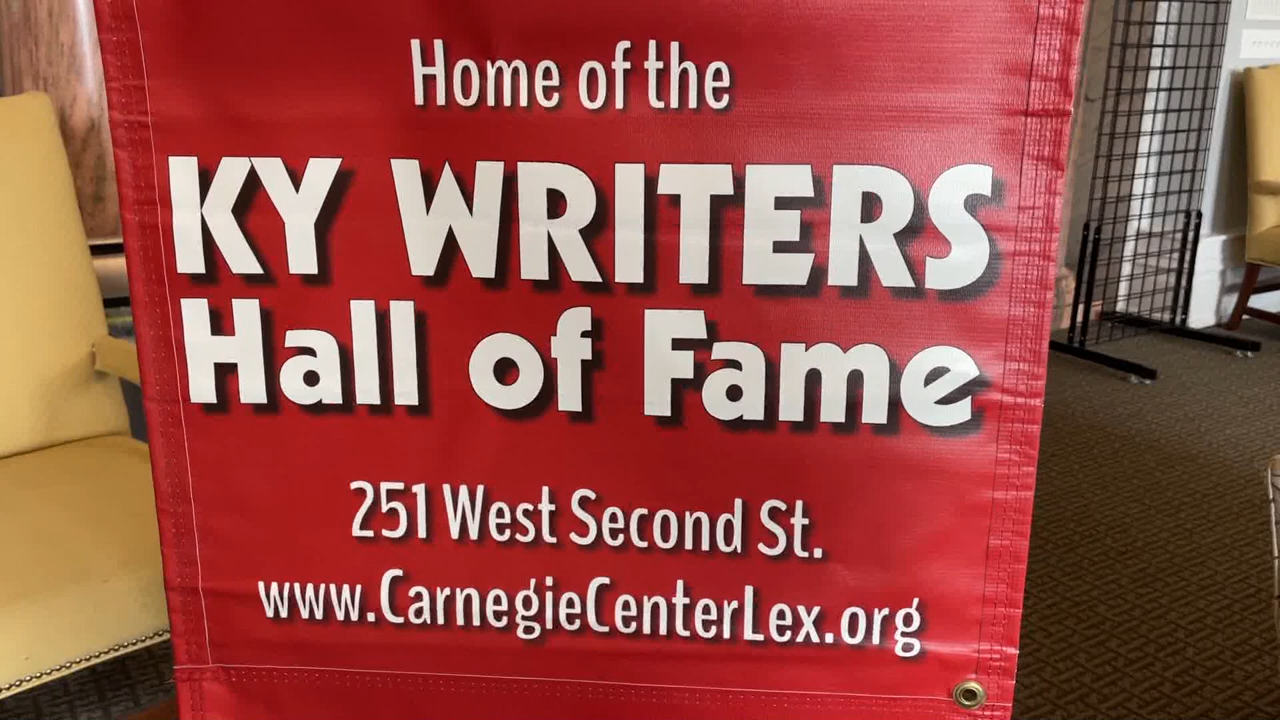 Home of the
KY WRITERS
Hall of Fame
251 West Second St.
www.CarnegieCenterLex.org